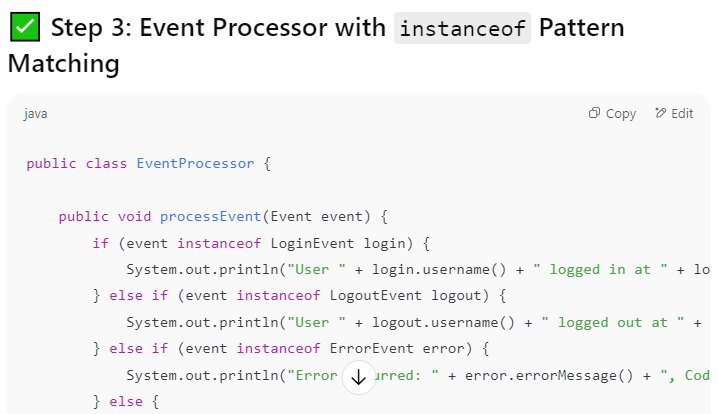 ✅ Step 3: Event Processor with instanceof Pattern
Matching
java Copy Edit
public class EventProcessor {
public void processEvent(Event event) {
if (event instanceof LoginEvent login) {
System.out.println("User " + login.username() + " logged in at " + lo
} else if (event instanceof LogoutEvent logout) {
System.out.println("User " + logout.username() + " logged out at " +
} else if (event instanceof ErrorEvent error) {
System.out.println("Error urred: " + error.errorMessage() + ", Cod
} else {